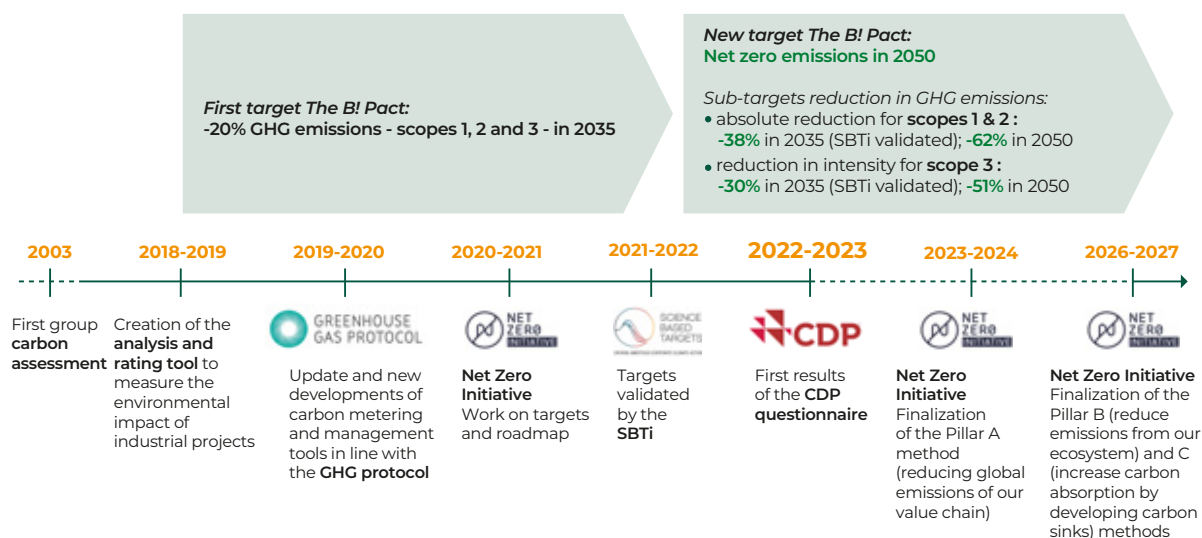 First target The B! Pact:
-20% GHG emissions - scopes 1, 2 and 3 - in 2035
New target The B! Pact:
Net zero emissions in 2050
Sub-targets reduction in GHG emissions:
• absolute reduction for scopes 1 & 2 :
-38% in 2035 (SBTi validated); -62% in 2050
• reduction in intensity for scope 3 :
-30% in 2035 (SBTi validated); -51% in 2050
2003
First group
carbon
assessment
2018-2019
Creation of the
analysis and
rating tool to
measure the
environmental
impact of
industrial projects
2019-2020
GREENHOUSE
GAS PROTOCOL
Update and new
developments of
carbon metering
and management
tools in line with
the GHG protocol
2020-2021
NET
ZERØ
INITIATIVE
Net Zero
Initiative
Work on targets
and roadmap
2021-2022
SCIENCE
BASED
TARGETS
Targets
validated
by the
SBTi
2022-2023
CDP
First results
of the CDP
questionnaire
2023-2024
NET
ZERØ
INITIATIVE
Net Zero
Initiative
Finalization
of the Pillar A
method
(reducing global
emissions of our
value chain)
2026-2027
NET
ZERØ
INITIATIVE
Net Zero Initiative
Finalization of the
Pillar B (reduce
emissions from our
ecosystem) and C
(increase carbon
absorption by
developing carbon
sinks) methods